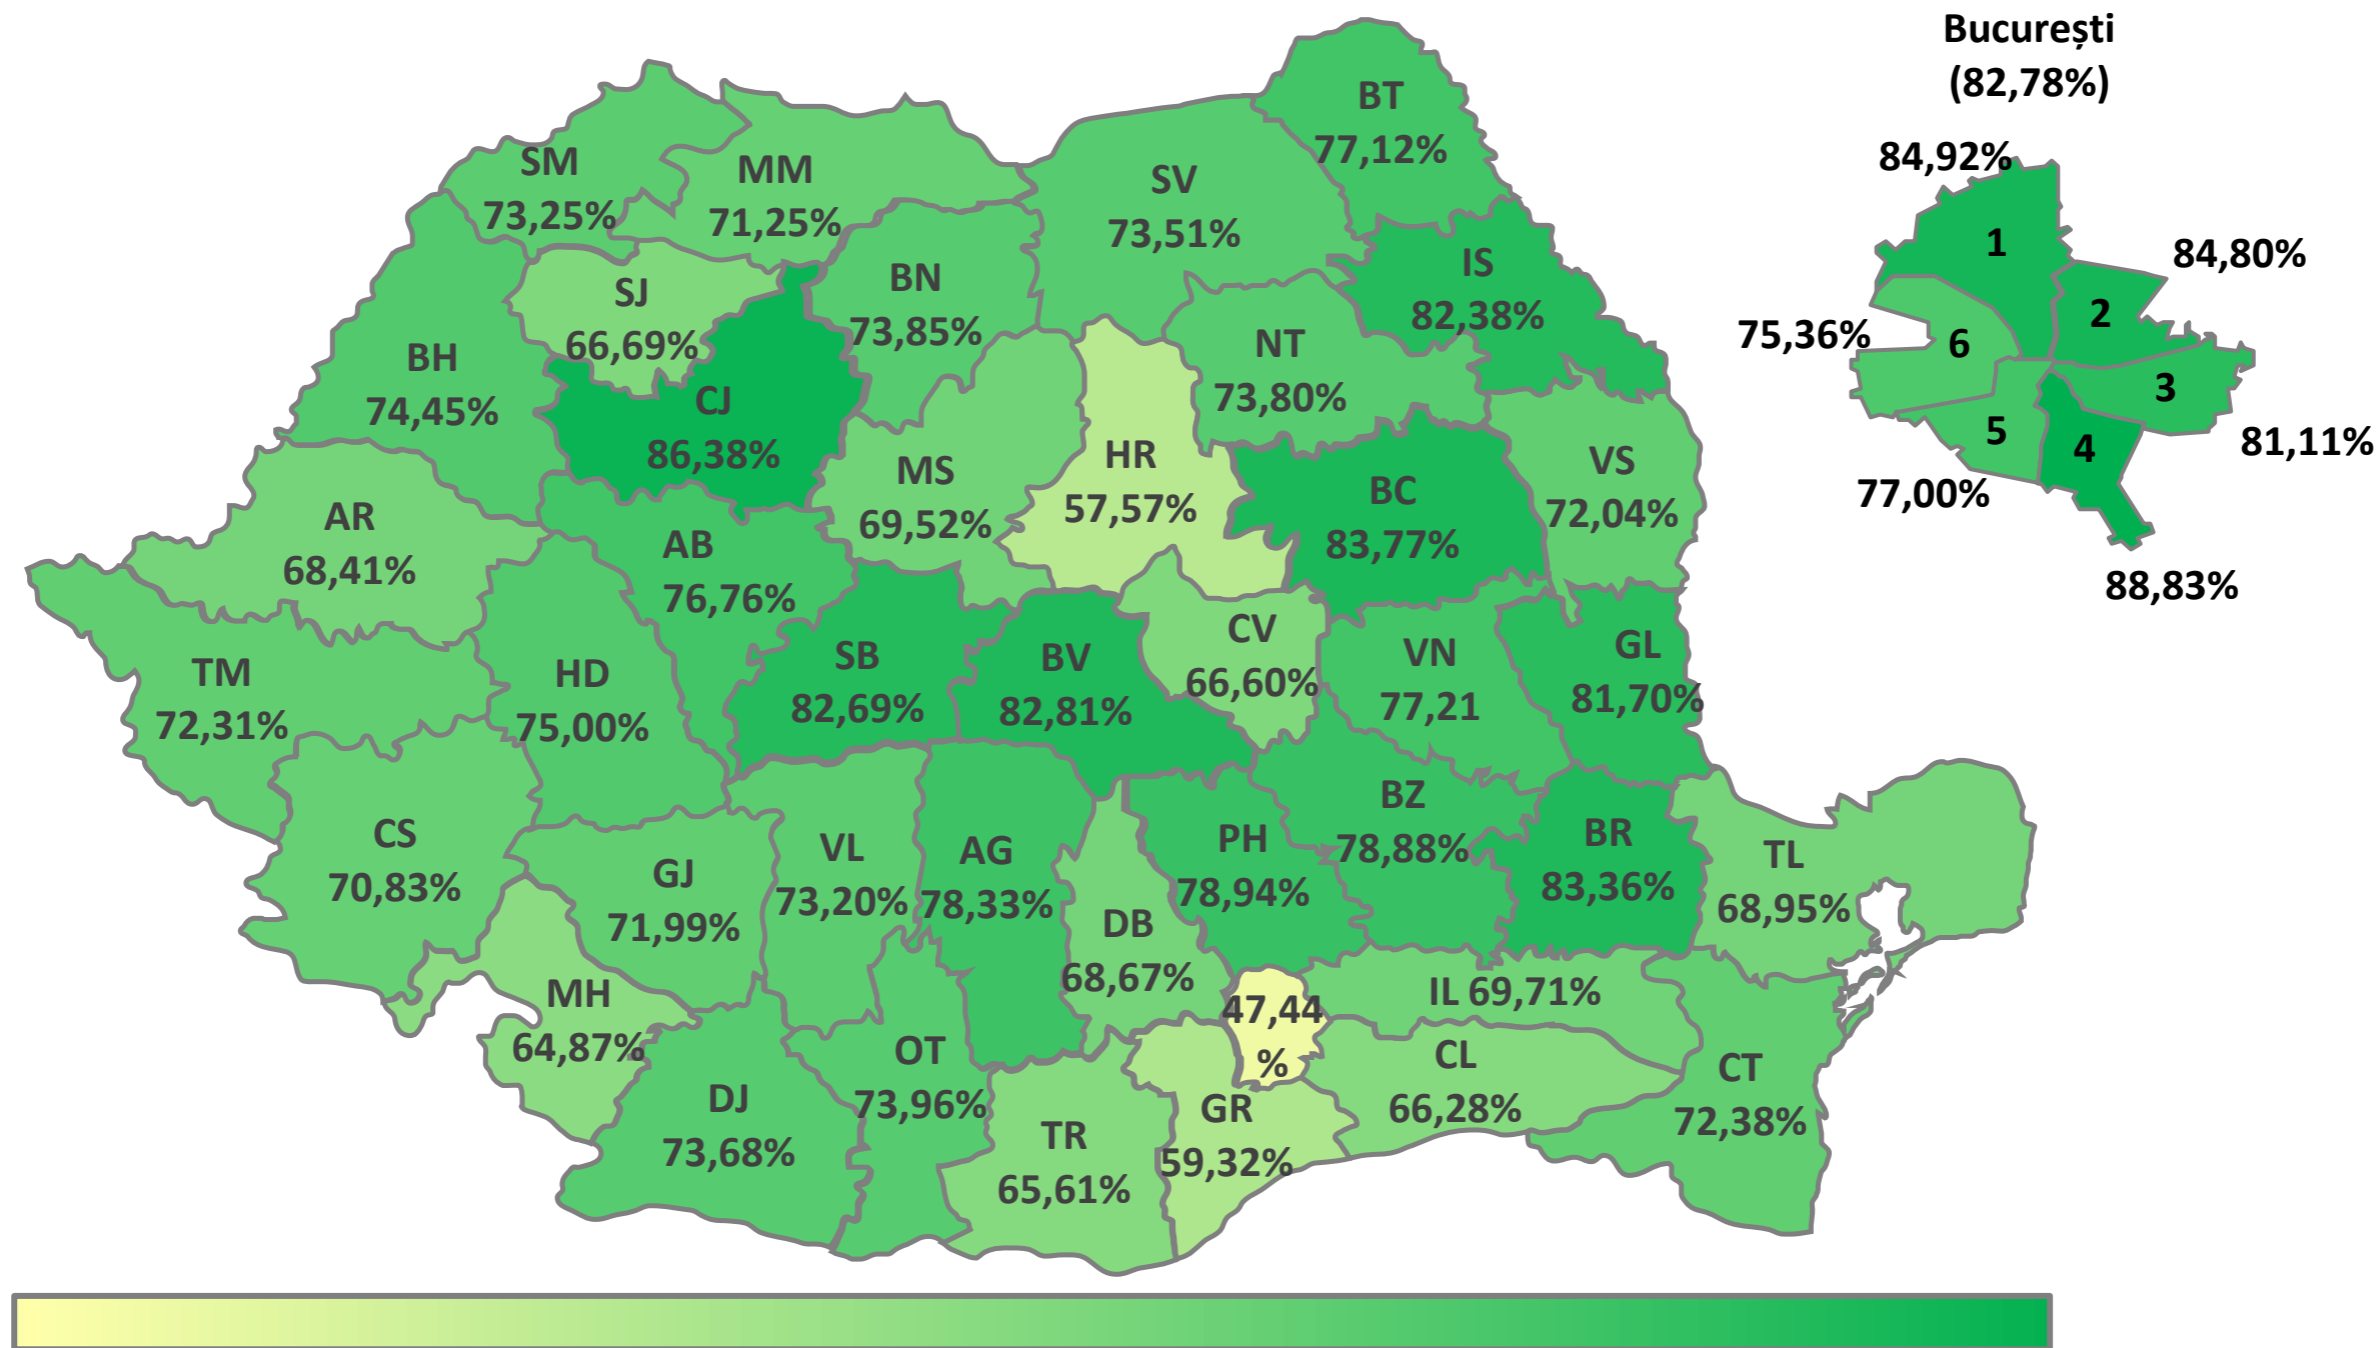 București
(82,78%)
84,92%
1
84,80%
2
75,36%
6
3
81,11%
5
4
77,00%
88,83%
BT
77,12%
SM
73,25%
MM
71,25%
SV
73,51%
IS
82,38%
SJ
66,69%
BN
73,85%
NT
73,80%
BH
74,45%
CJ
86,38%
MS
69,52%
HR
57,57%
BC
83,77%
VS
72,04%
AR
68,41%
AB
76,76%
TM
72,31%
HD
75,00%
SB
82,69%
BV
82,81%
CV
66,60%
VN
77,21
GL
81,70%
CS
70,83%
GJ
71,99%
VL
73,20%
AG
78,33%
DB
68,67%
PH
78,94%
BZ
78,88%
BR
83,36%
TL
68,95%
MH
64,87%
DJ
73,68%
OT
73,96%
TR
65,61%
47,44
%
GR
59,32%
IL 69,71%
CL
66,28%
CT
72,38%